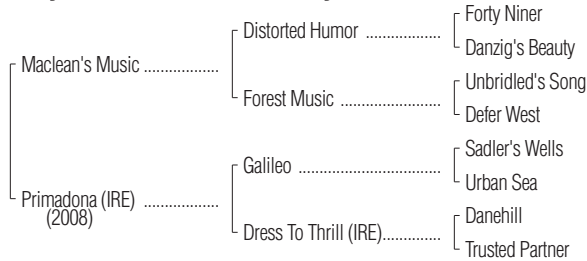 Forty Niner
Distorted Humor ..................
Danzig's Beauty
Maclean's Music ..................
Unbridled's Song
Forest Music ......................
Defer West
Sadler's Wells
Galileo ..................................
Urban Sea
Primadona (IRE) ..................
(2008)
Danehill
Dress To Thrill (IRE)..............
Trusted Partner